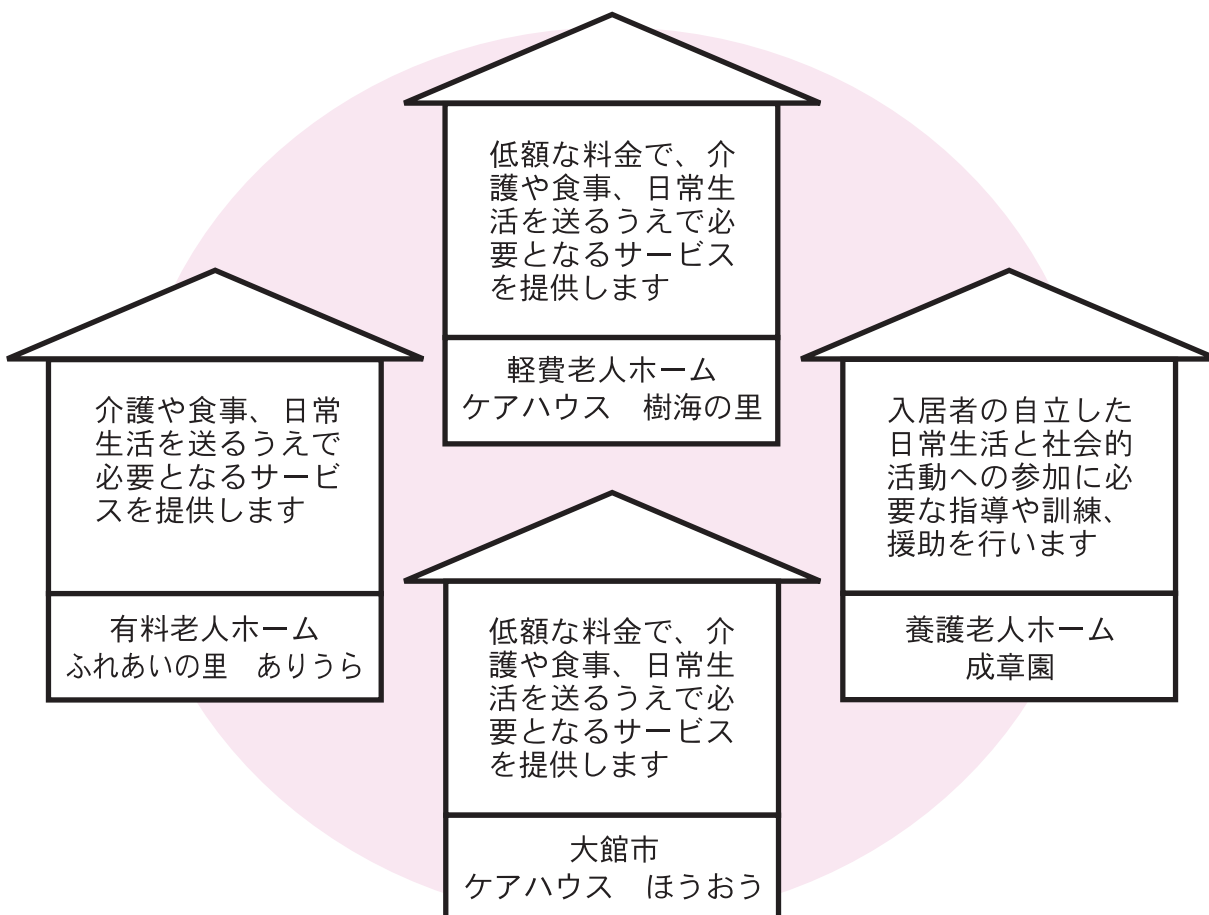 低額な料金で、介
護や食事、日常生
活を送るうえで必
要となるサービス
を提供します
軽費老人ホーム
ケアハウス　樹海の里
介護や食事、日常
生活を送るうえで
必要となるサービ
スを提供します
有料老人ホーム
ふれあいの里　ありうら
入居者の自立した
日常生活と社会的
活動への参加に必
要な指導や訓練、
援助を行います
養護老人ホーム
成章園
低額な料金で、介
護や食事、日常生
活を送るうえで必
要となるサービス
を提供します
大館市
ケアハウス　ほうおう